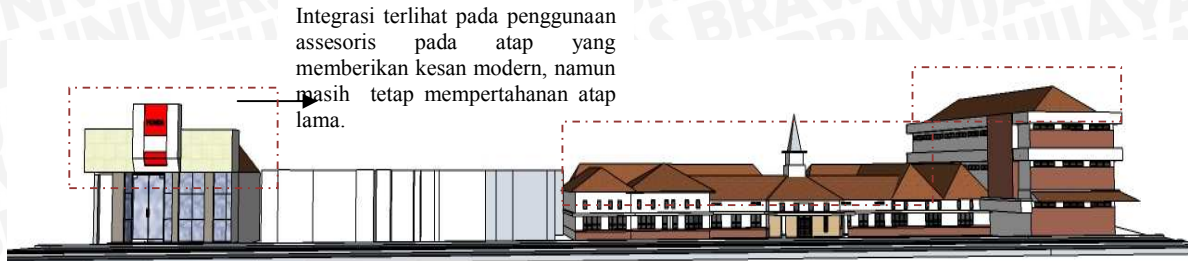 Integrasi terlihat pada penggunaan
assesoris pada atap yang
memberikan kesan modern, namun
masih tetap mempertahanan atap
lama.